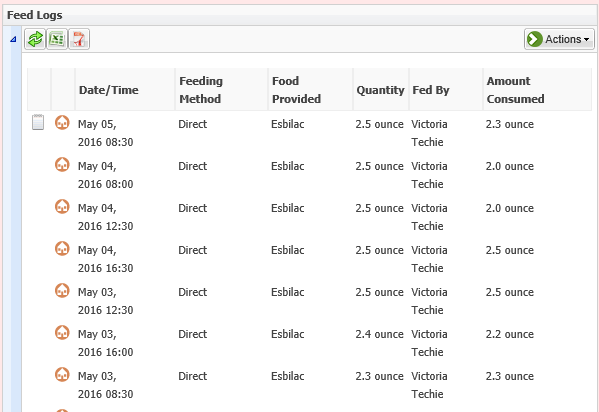 Feed Logs
Actions
Date/Time Feeding Method Food Provided Quantity Fed By Amount Consumed
May 05, 2016 08:30 Direct Esbilac 2.5 ounce Victoria Techie 2.3 ounce
May 04, 2016 08:00 Direct Esbilac 2.5 ounce Victoria Techie 2.0 ounce
May 04, 2016 12:30 Direct Esbilac 2.5 ounce Victoria Techie 2.0 ounce
May 04, 2016 16:30 Direct Esbilac 2.5 ounce Victoria Techie 2.5 ounce
May 03, 2016 12:30 Direct Esbilac 2.5 ounce Victoria Techie 2.5 ounce
May 03, 2016 16:00 Direct Esbilac 2.4 ounce Victoria Techie 2.2 ounce
May 03, 2016 08:30 Direct Esbilac 2.3 ounce Victoria Techie 2.3 ounce